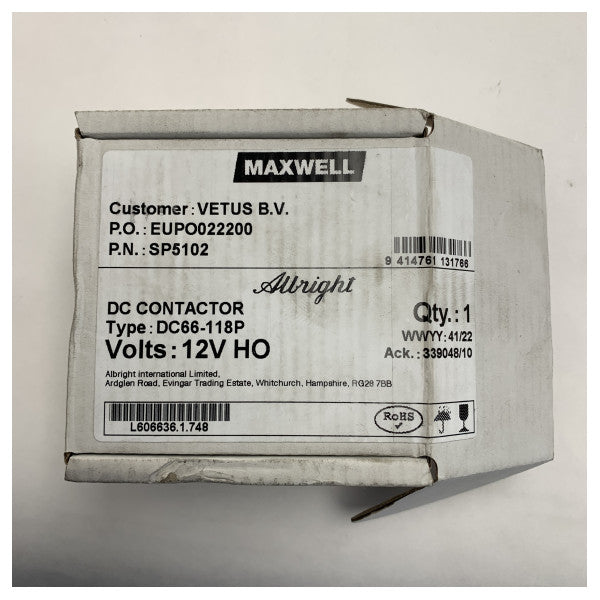 MAXWELL
Customer: VETUS B.V.
P.O.: EUPO022200
P.N.: SP5102
9 414761 131766
Albright
DC CONTACTOR
Type: DC66-118P
Volts: 12V HO
Qty.: 1
WWYY: 41/22
Ack.: 339048/10
Albright International Limited,
Ardglen Road, Evingar Trading Estate, Whitchurch, Hampshire, RG28 7BB
L606636.1.748
RoHS